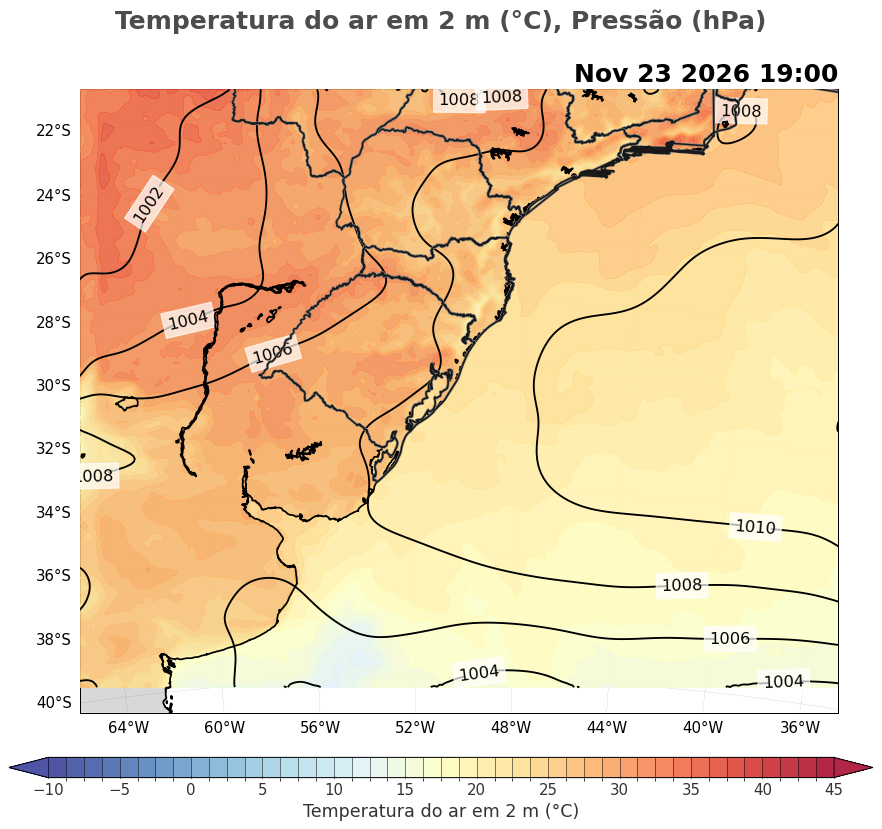 Temperatura do ar em 2 m (°C), Pressão (hPa)
Nov 23 2026 19:00
1008 1008
1008
22°S
1002
24°S
26°S
1004
28°S
1006
30°S
32°S
1008
34°S
1010
36°S
1008
38°S
1006
1004
1004
40°S
64°W 60°W 56°W 52°W 48°W 44°W 40°W 36°W
−10 −5 0 5 10 15 20 25 30 35 40 45
Temperatura do ar em 2 m (°C)